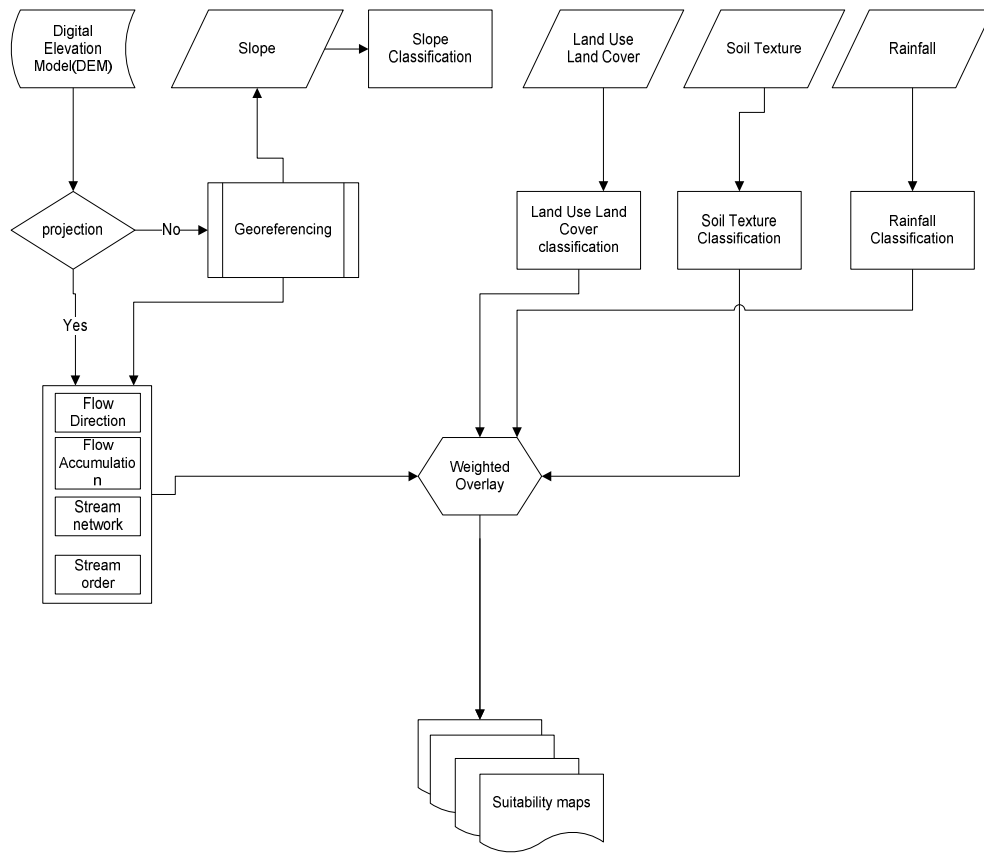 Digital
Elevation
Model(DEM)
Slope
Slope
Classification
Land Use
Land Cover
Soil Texture
Rainfall
projection
No
Georeferencing
Land Use Land
Cover
classification
Soil Texture
Classification
Rainfall
Classification
Yes
Flow
Direction
Flow
Accumulatio
n
Stream
network
Stream
order
Weighted
Overlay
Suitability maps